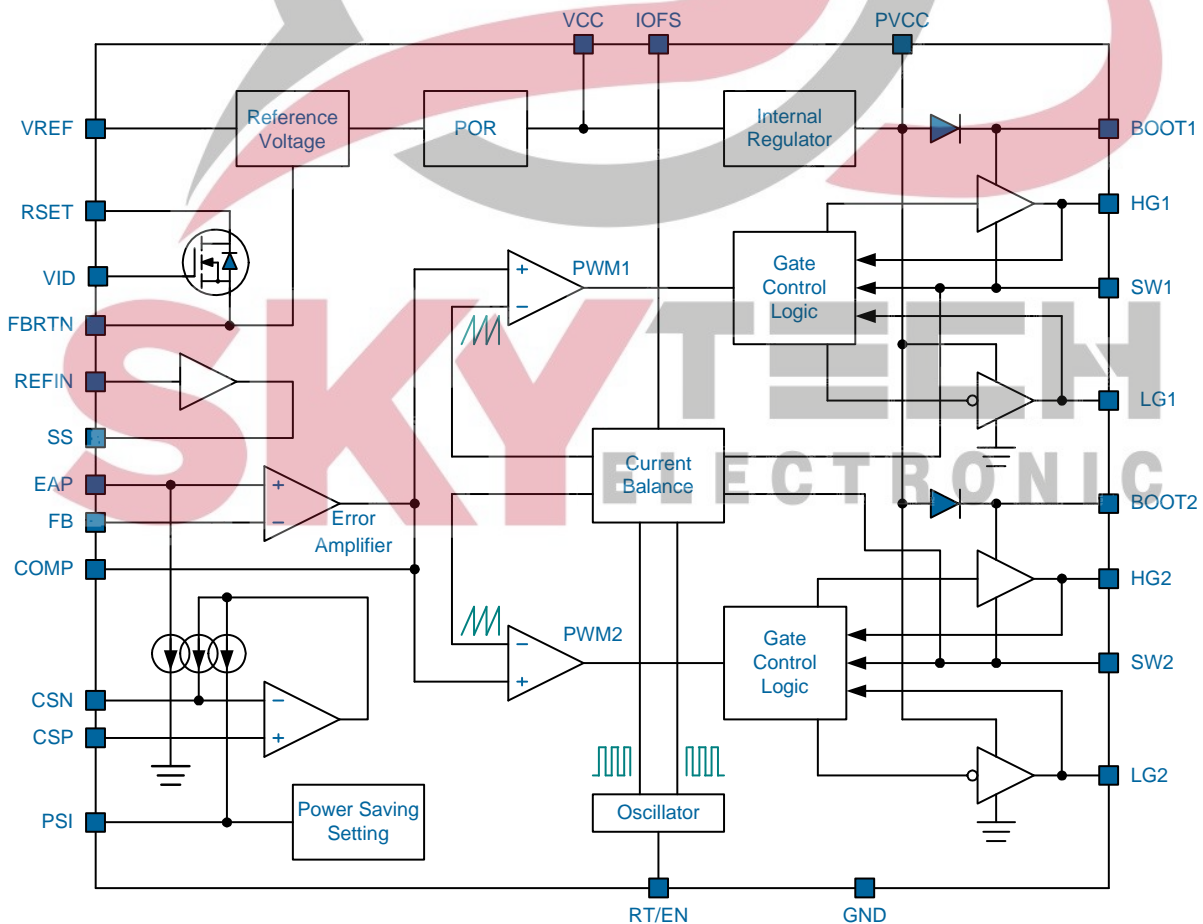 VCC IOFS PVCC
VREF
Reference
Voltage
POR
Internal
Regulator
BOOT1
RSET
HG1
VID
PWM1
+
−
Gate
Control
Logic
SW1
FBRTN
REFIN
LG1
SS
SKYTECH
ELECTRONIC
Current
Balance
EAP
+
FB
−
Error
Amplifier
BOOT2
COMP
HG2
PWM2
−
+
Gate
Control
Logic
SW2
CSN
−
CSP
+
LG2
PSI
Power Saving
Setting
Oscillator
RT/EN GND